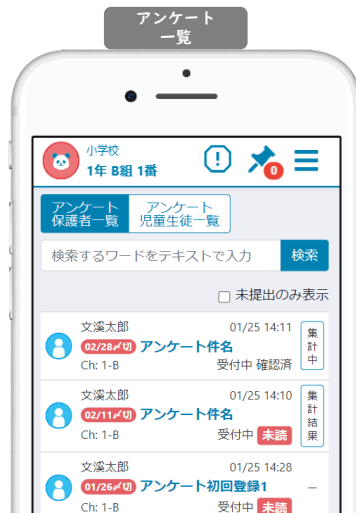 アンケート
一覧
小学校
1年 B組 1番
0
アンケート
保護者一覧
アンケート
児童生徒一覧
検索するワードをテキストで入力
検索
未提出のみ表示
文溪太郎
01/25 14:11
02/28〆切 アンケート件名
Ch: 1-B
受付中 確認済
集計中
文溪太郎
01/25 14:10
02/11〆切 アンケート件名
Ch: 1-B
受付中 未読
集計結果
文溪太郎
01/25 14:28
01/26〆切 アンケート初回登録1
–
Ch: 1-B
受付中 未読